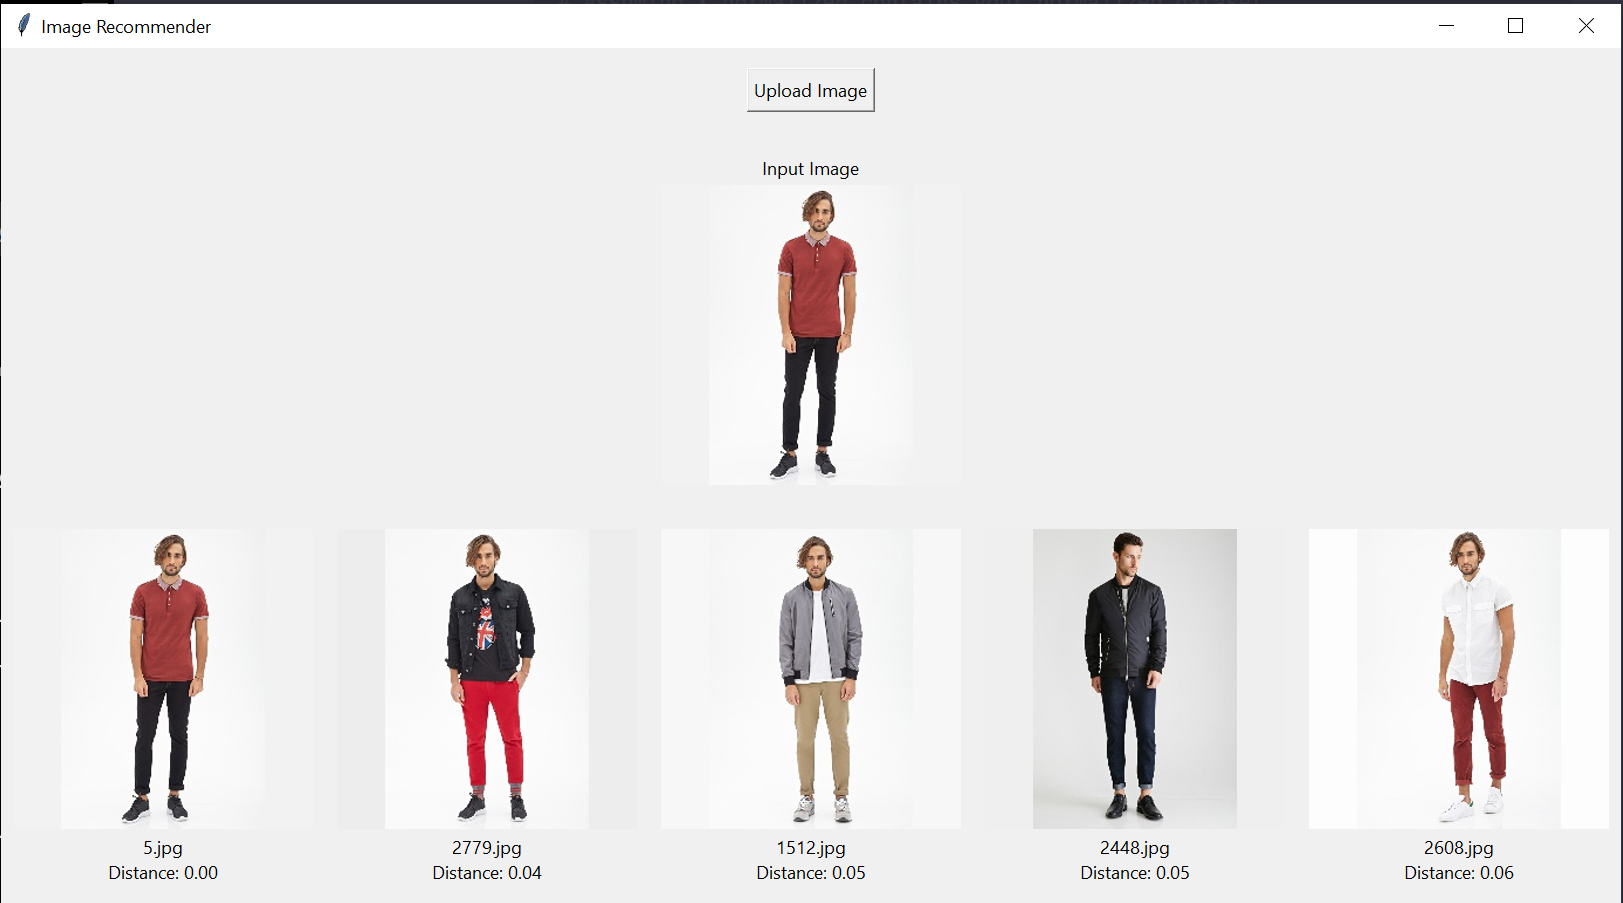 Image Recommender
Upload Image
Input Image
5.jpg
Distance: 0.00
2779.jpg
Distance: 0.04
1512.jpg
Distance: 0.05
2448.jpg
Distance: 0.05
2608.jpg
Distance: 0.06